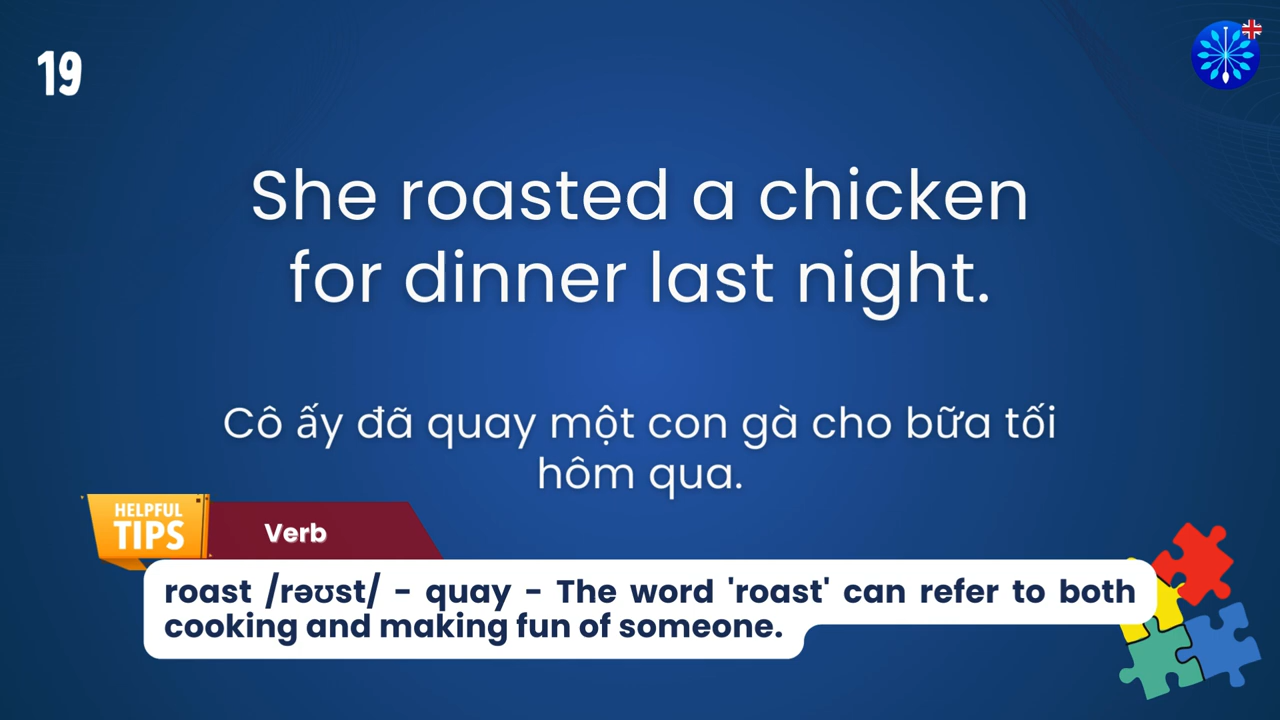 19
She roasted a chicken
for dinner last night.
Cô ấy đã quay một con gà cho bữa tối
hôm qua.
HELPFUL
TIPS
Verb
roast /rəʊst/ - quay - The word 'roast' can refer to both
cooking and making fun of someone.